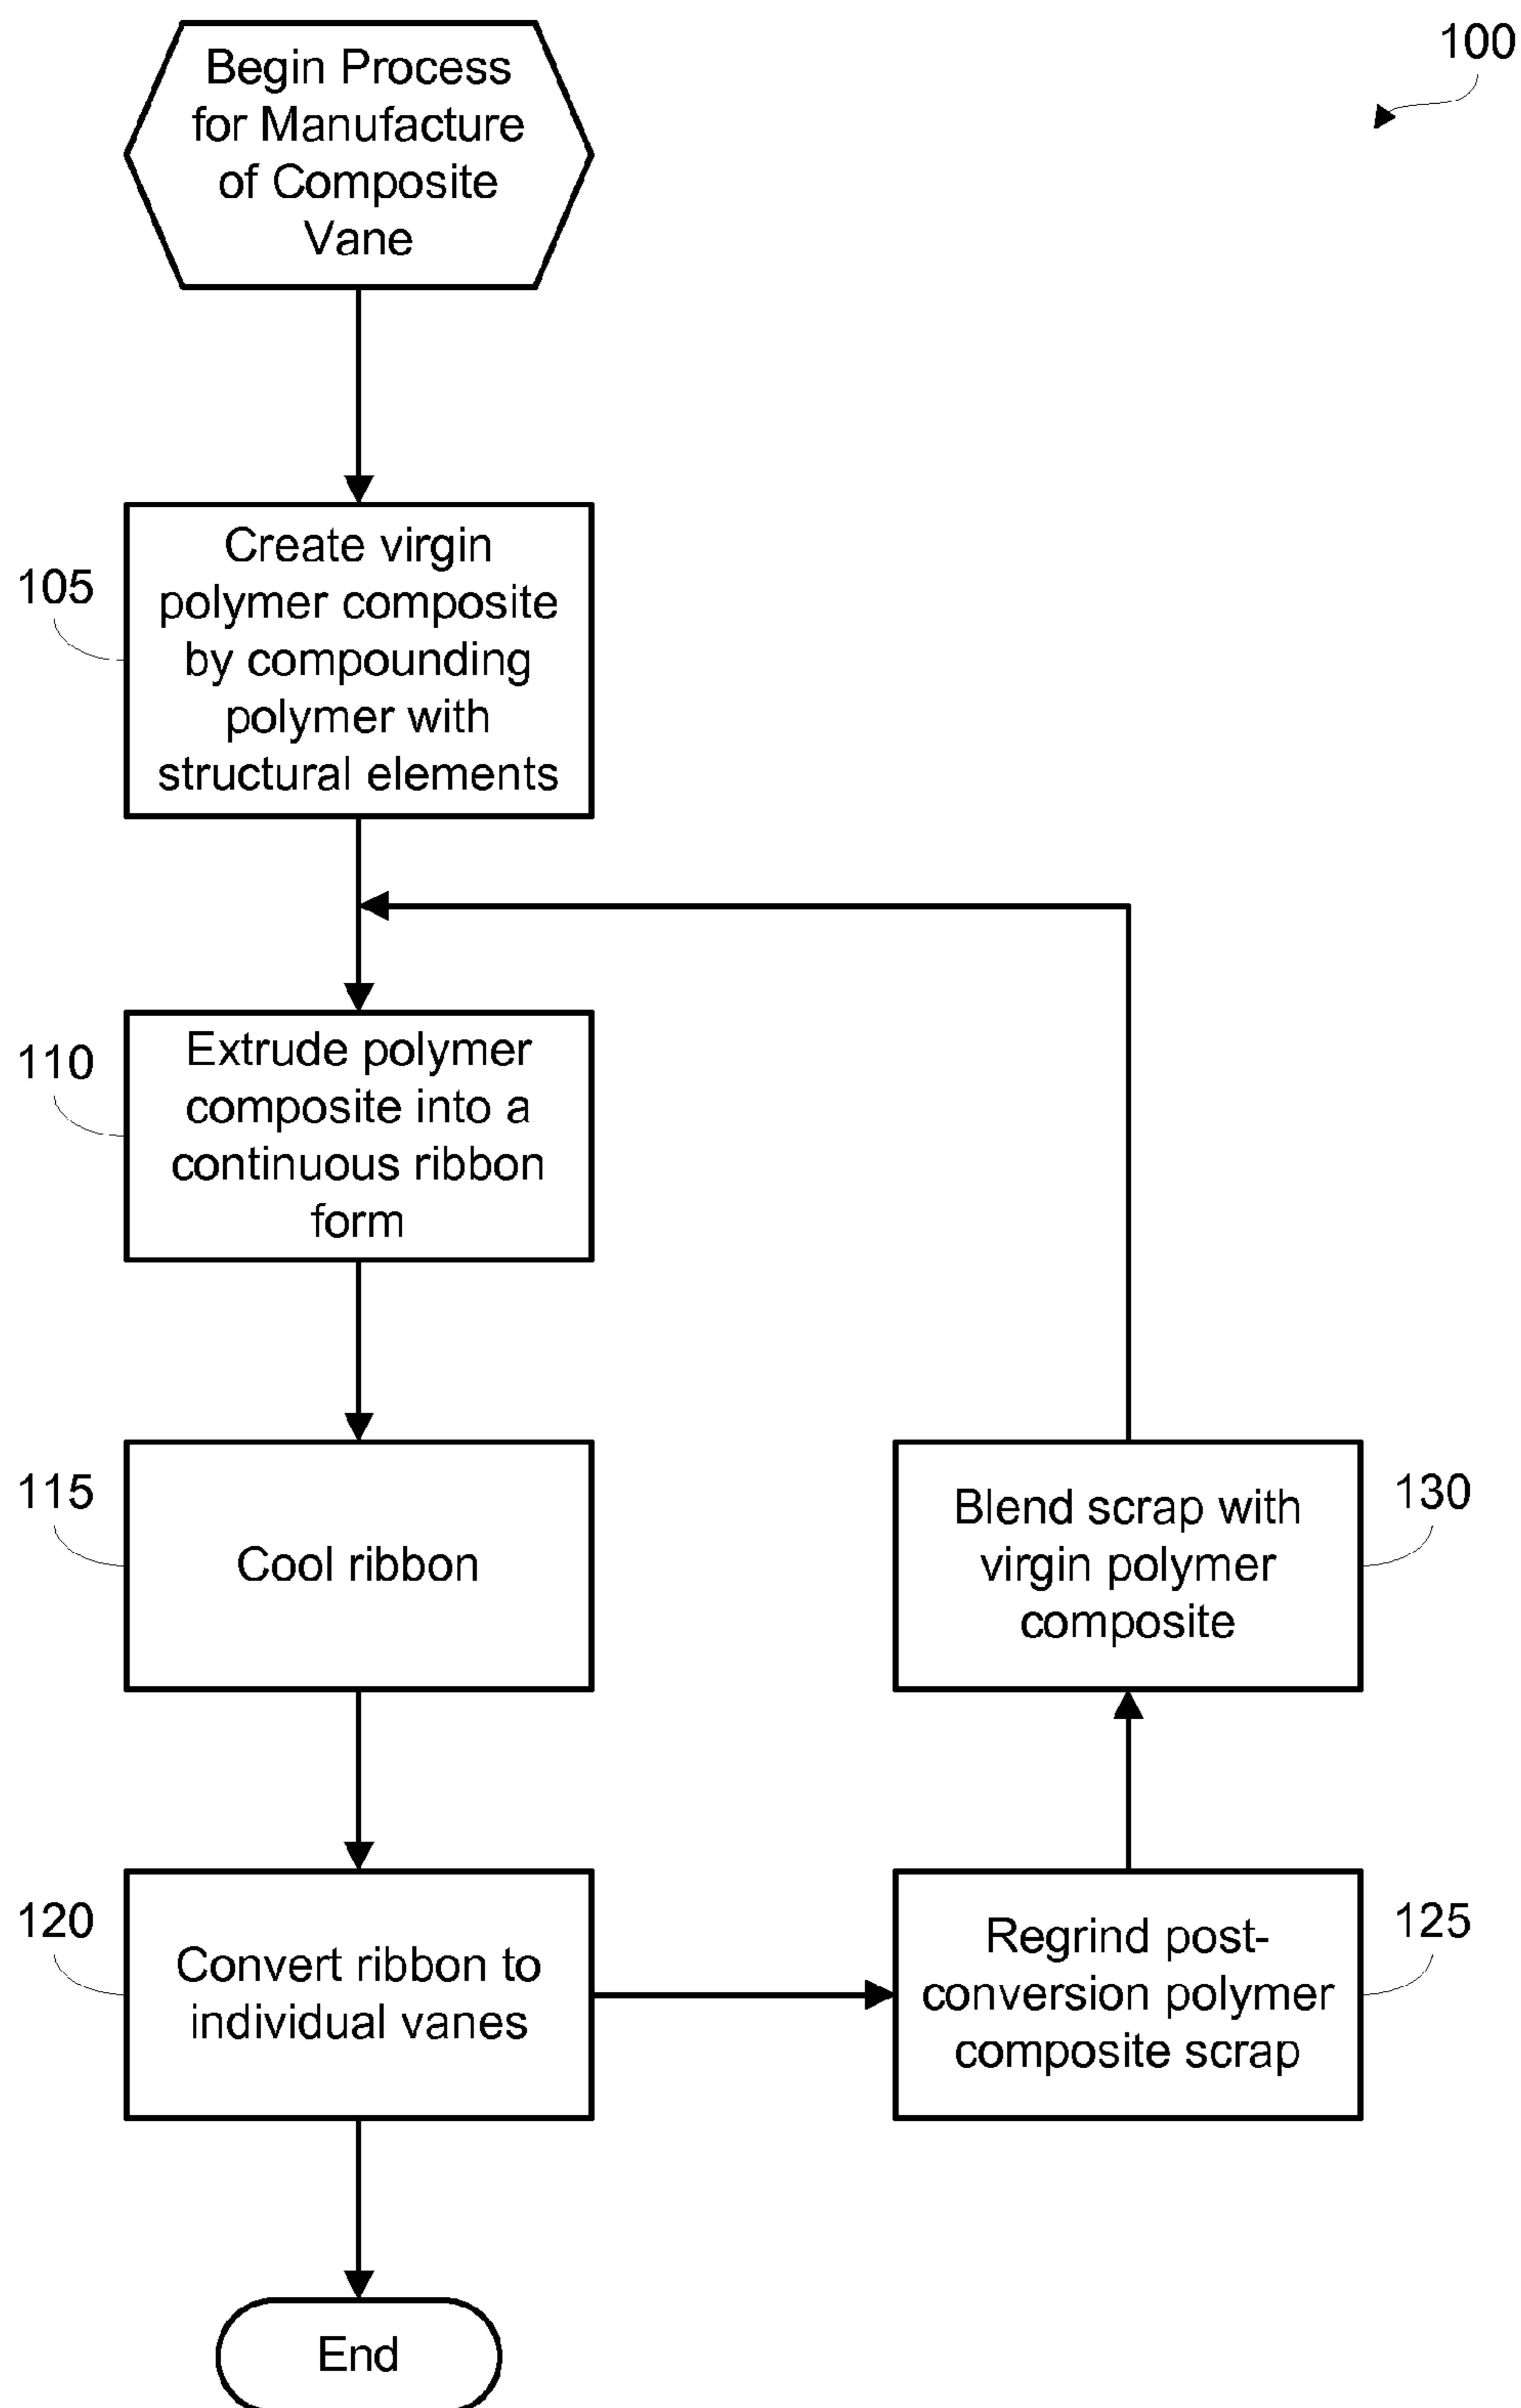 Begin Process
for Manufacture
of Composite
Vane
100
105
Create virgin
polymer composite
by compounding
polymer with
structural elements
110
Extrude polymer
composite into a
continuous ribbon
form
115
Cool ribbon
130
Blend scrap with
virgin polymer
composite
120
Convert ribbon to
individual vanes
125
Regrind post-
conversion polymer
composite scrap
End